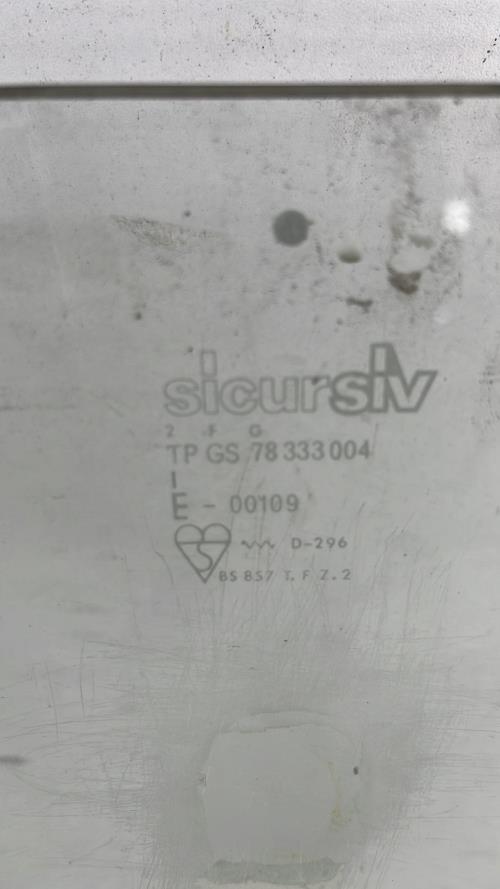 sicursiv
2 F G
TP GS 78 333 004
I
E - 00109
D-296
BS 857 T. F Z. 2